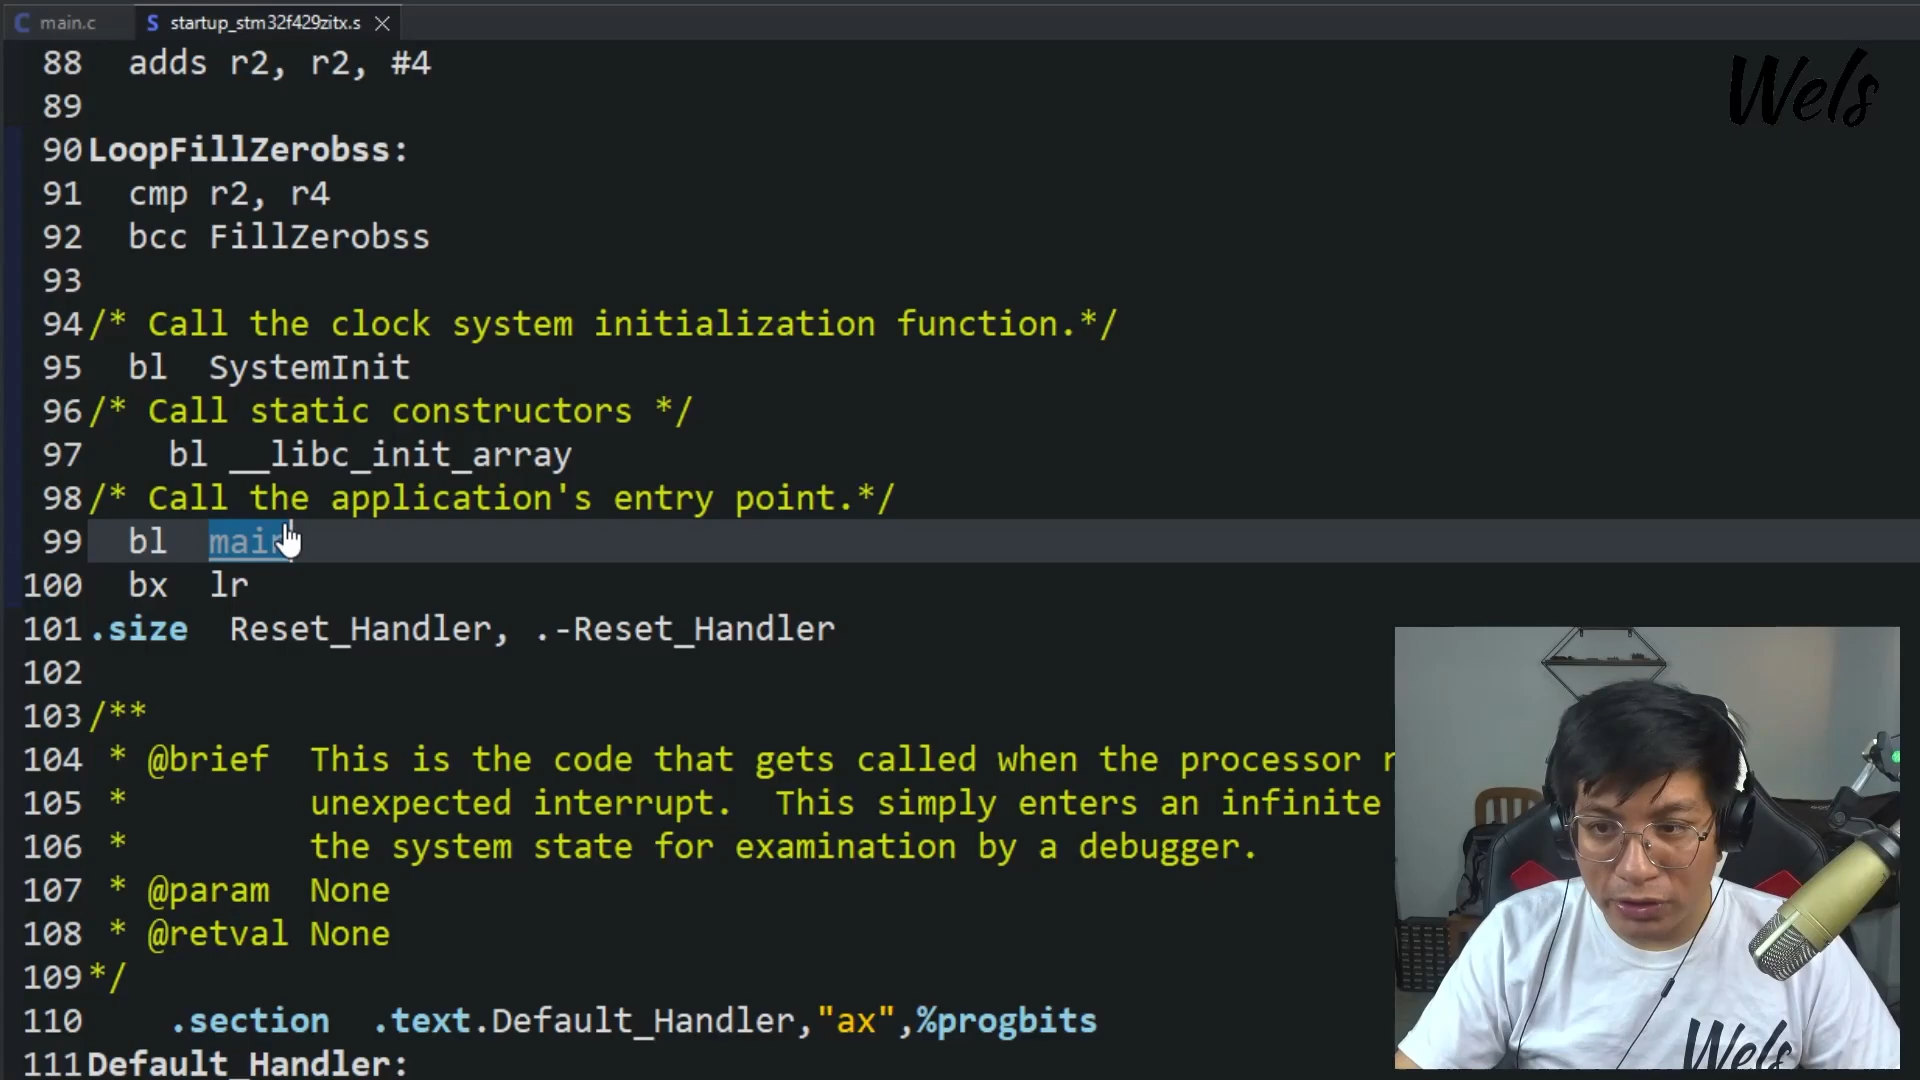 main.c
startup_stm32f429zitx.s
Wels
88 adds r2, r2, #4
89
90 LoopFillZerobss:
91 cmp r2, r4
92 bcc FillZerobss
93
94 /* Call the clock system initialization function.*/
95 bl SystemInit
96 /* Call static constructors */
97 bl __libc_init_array
98 /* Call the application's entry point.*/
99 bl main
100 bx lr
101 .size Reset_Handler, .-Reset_Handler
102
103 /**
104 * @brief This is the code that gets called when the processor r
105 * unexpected interrupt. This simply enters an infinite
106 * the system state for examination by a debugger.
107 * @param None
108 * @retval None
109 */
110 .section .text.Default_Handler,"ax",%progbits
111 Default_Handler:
Wels